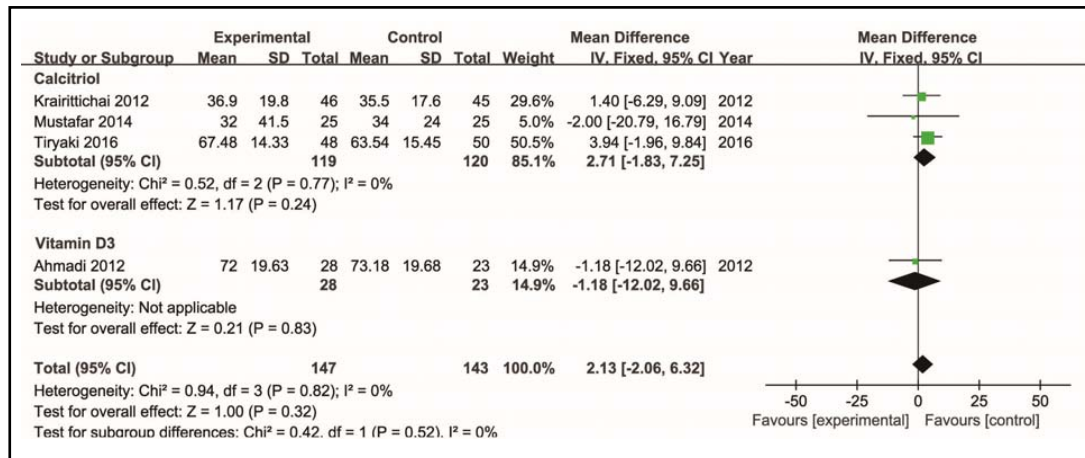 Experimental Control Mean Difference Mean Difference
Study or Subgroup Mean SD Total Mean SD Total Weight IV, Fixed, 95% CI Year IV, Fixed, 95% CI
Calcitriol
Krairittichai 2012 36.9 19.8 46 35.5 17.6 45 29.6% 1.40 [-6.29, 9.09] 2012
Mustafar 2014 32 41.5 25 34 24 25 5.0% -2.00 [-20.79, 16.79] 2014
Tiryaki 2016 67.48 14.33 48 63.54 15.45 50 50.5% 3.94 [-1.96, 9.84] 2016
Subtotal (95% CI) 119 120 85.1% 2.71 [-1.83, 7.25]
Heterogeneity: Chi² = 0.52, df = 2 (P = 0.77); I² = 0%
Test for overall effect: Z = 1.17 (P = 0.24)
Vitamin D3
Ahmadi 2012 72 19.63 28 73.18 19.68 23 14.9% -1.18 [-12.02, 9.66] 2012
Subtotal (95% CI) 28 23 14.9% -1.18 [-12.02, 9.66]
Heterogeneity: Not applicable
Test for overall effect: Z = 0.21 (P = 0.83)
Total (95% CI) 147 143 100.0% 2.13 [-2.06, 6.32]
Heterogeneity: Chi² = 0.94, df = 3 (P = 0.82); I² = 0%
Test for overall effect: Z = 1.00 (P = 0.32)
Test for subgroup differences: Chi² = 0.42, df = 1 (P = 0.52), I² = 0%
-50 -25 0 25 50
Favours [experimental] Favours [control]